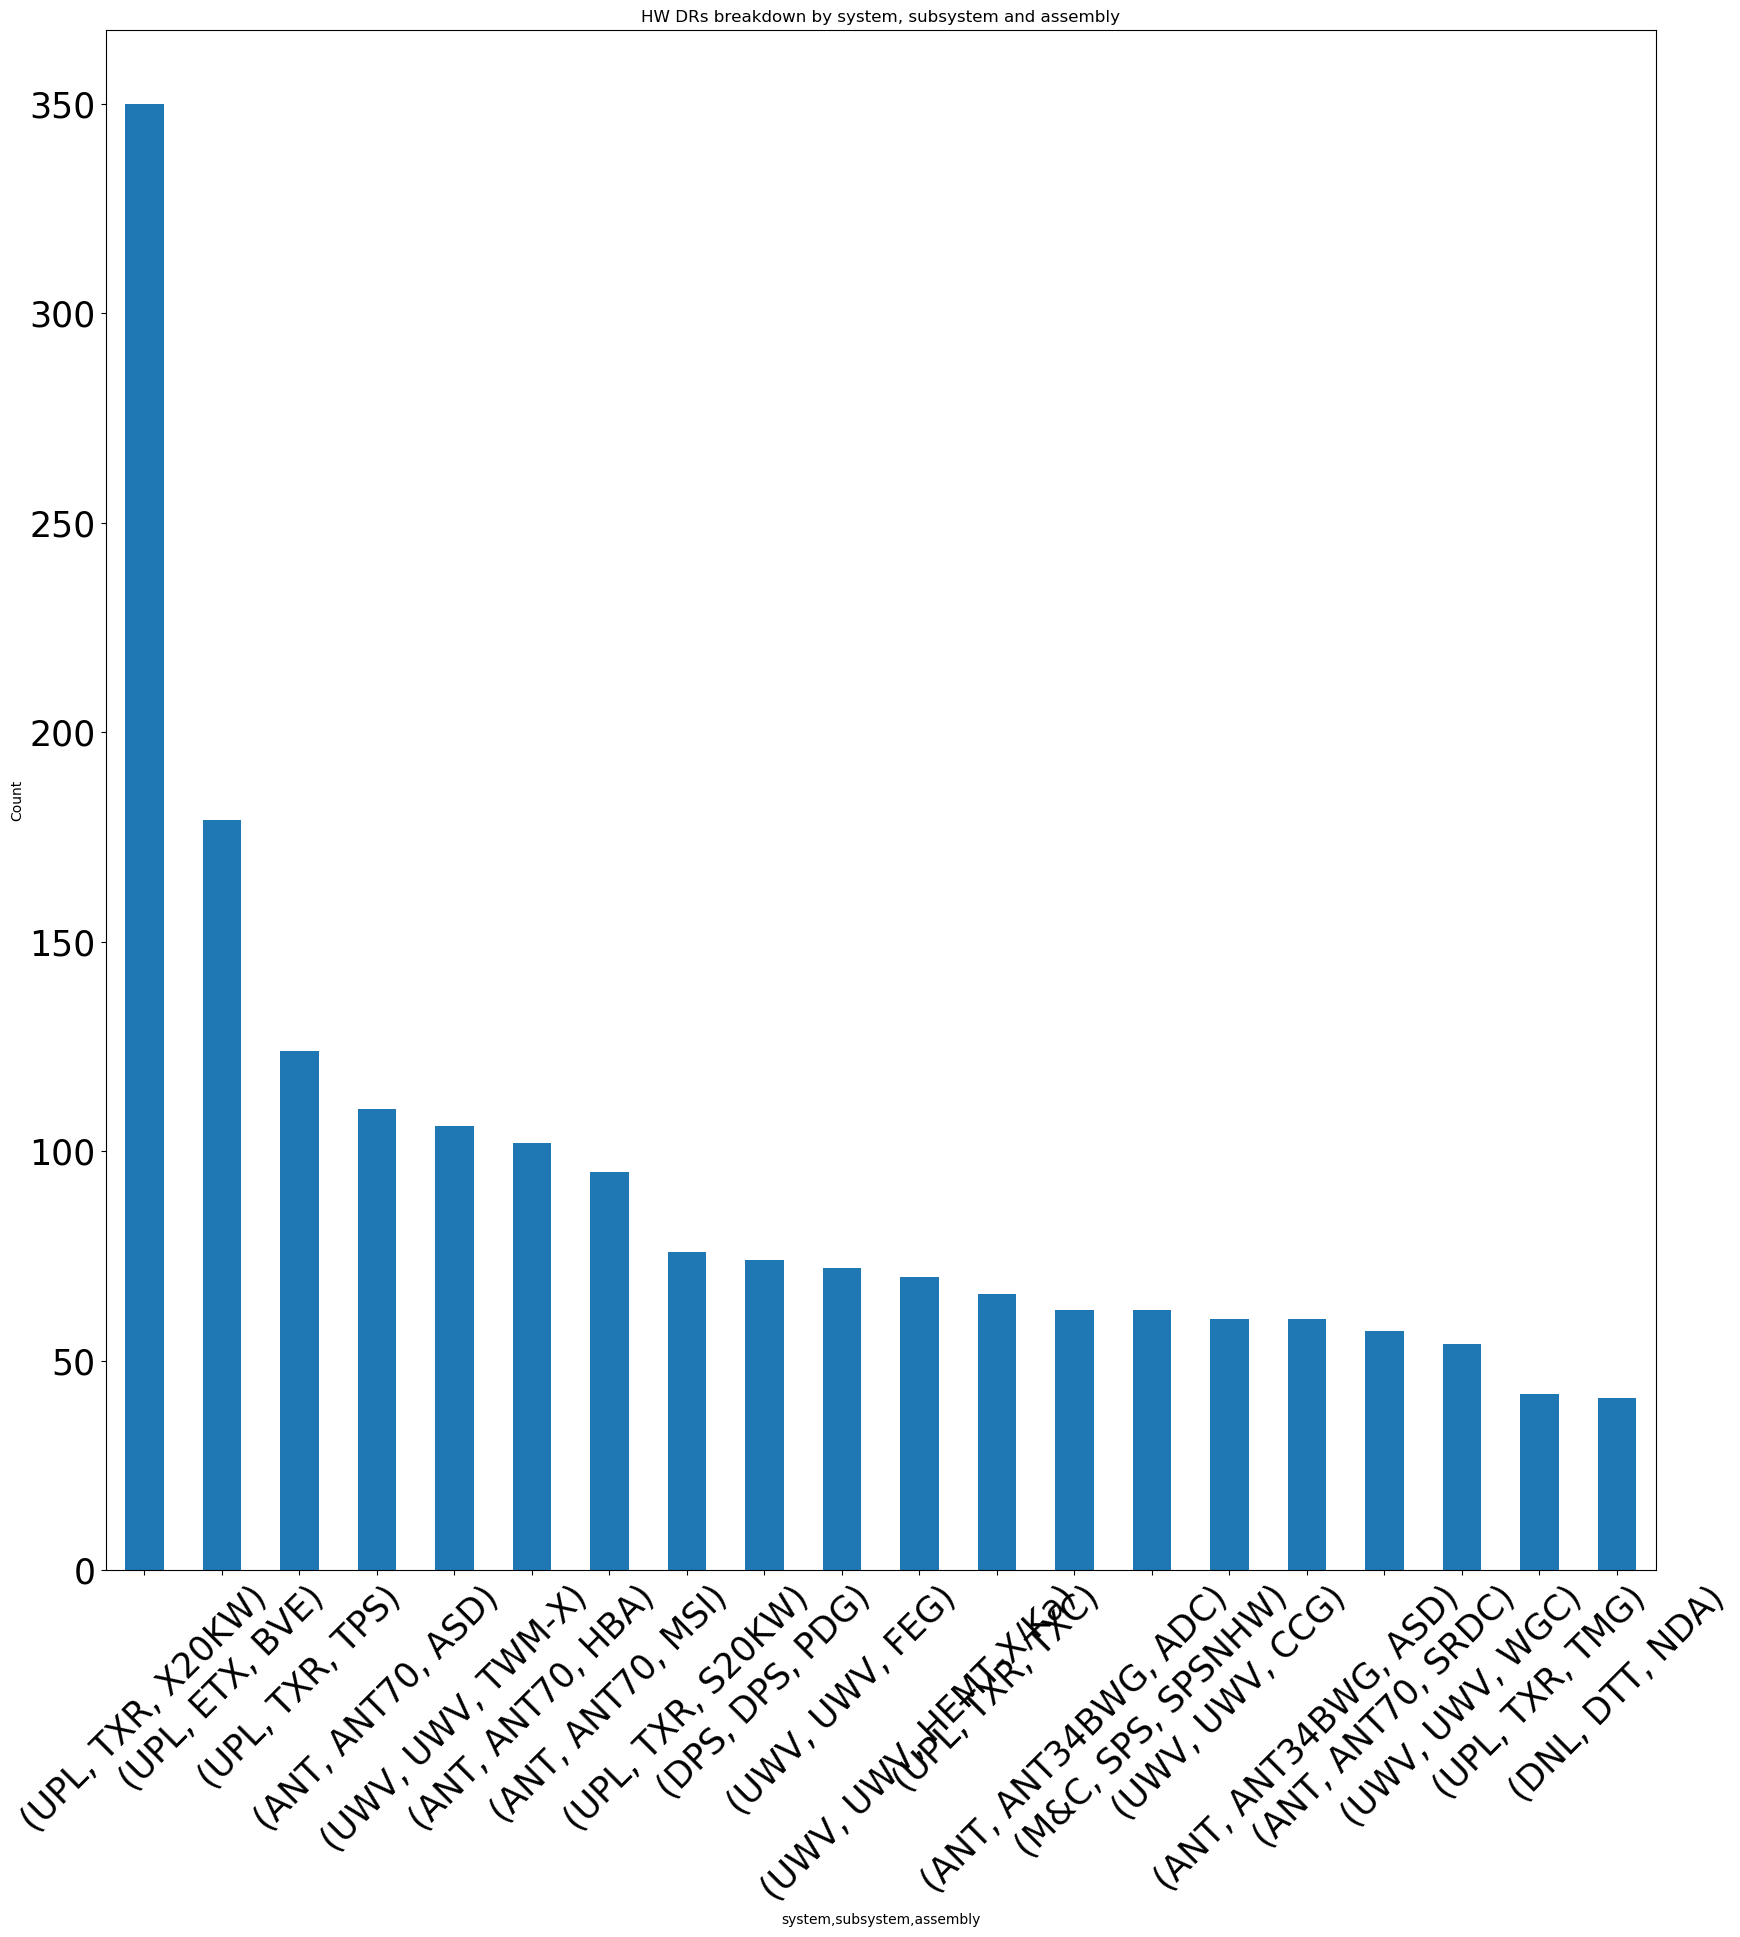 HW DRs breakdown by system, subsystem and assembly
350
300
250
200
150
100
50
0
Count
(UPL, TXR, X20KW)
(UPL, ETX, BVE)
(UPL, TXR, TPS)
(ANT, ANT70, ASD)
(UWV, UWV, TWM-X)
(ANT, ANT70, HBA)
(ANT, ANT70, MSI)
(UPL, TXR, S20KW)
(DPS, DPS, PDG)
(UWV, UWV, FEG)
(UWV, UWV, HEMT-X/Ka)
(UPL, TXR, TXC)
(ANT, ANT34BWG, ADC)
(M&C, SPS, SPSNHW)
(UWV, UWV, CCG)
(ANT, ANT34BWG, ASD)
(ANT, ANT70, SRDC)
(UWV, UWV, WGC)
(UPL, TXR, TMG)
(DNL, DTT, NDA)
system,subsystem,assembly